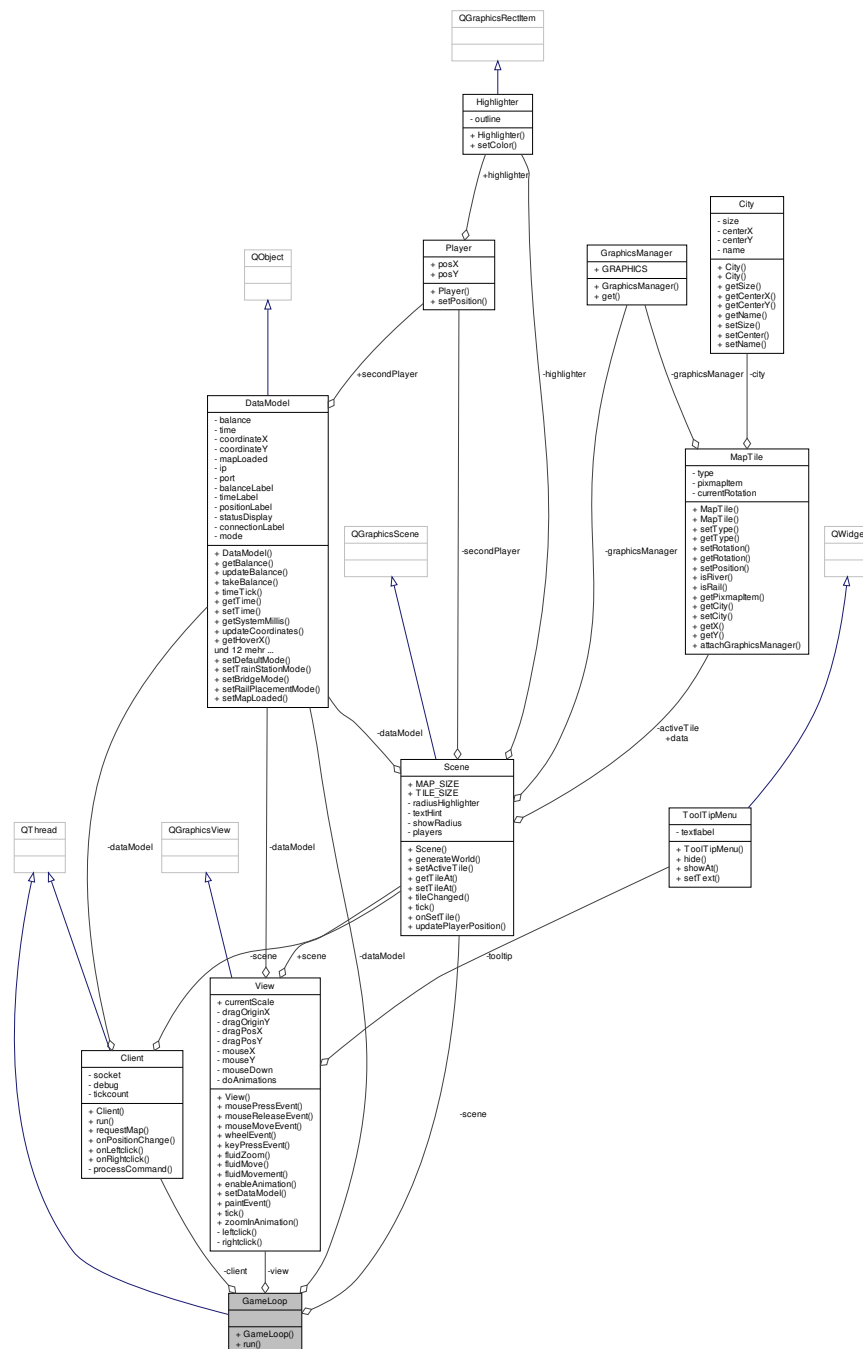 QGraphicsRectItem
Highlighter
- outline
+ Highlighter()
+ setColor()
+highlighter
City
- size
- centerX
- centerY
- name
+ City()
+ City()
+ getSize()
+ getCenterX()
+ getCenterY()
+ getName()
+ setSize()
+ setCenter()
+ setName()
Player
+ posX
+ posY
+ Player()
+ setPosition()
GraphicsManager
+ GRAPHICS
+ GraphicsManager()
+ get()
QObject
+secondPlayer
-highlighter
-graphicsManager
-city
DataModel
- balance
- time
- coordinateX
- coordinateY
- mapLoaded
- ip
- port
- balanceLabel
- timeLabel
- positionLabel
- statusDisplay
- connectionLabel
- mode
+ DataModel()
+ getBalance()
+ updateBalance()
+ takeBalance()
+ timeTick()
+ getTime()
+ setTime()
+ getSystemMillis()
+ updateCoordinates()
+ getHoverX()
und 12 mehr ...
+ setDefaultMode()
+ setTrainStationMode()
+ setBridgeMode()
+ setRailPlacementMode()
+ setMapLoaded()
MapTile
- type
- pixmapItem
- currentRotation
+ MapTile()
+ MapTile()
+ setType()
+ getType()
+ setRotation()
+ getRotation()
+ setPosition()
+ isRiver()
+ isRail()
+ getPixmapItem()
+ getCity()
+ setCity()
+ getX()
+ getY()
+ attachGraphicsManager()
QGraphicsScene
-secondPlayer
-graphicsManager
QWidge
-dataModel
-activeTile
+data
Scene
+ MAP_SIZE
+ TILE_SIZE
- radiusHighlighter
- textHint
- showRadius
- players
+ Scene()
+ generateWorld()
+ setActiveTile()
+ getTileAt()
+ setTileAt()
+ tileChanged()
+ tick()
+ onSetTile()
+ updatePlayerPosition()
ToolTipMenu
- textlabel
+ ToolTipMenu()
+ hide()
+ showAt()
+ setText()
QThread
QGraphicsView
-dataModel
-dataModel
-scene
+scene
-dataModel
-tooltip
View
+ currentScale
- dragOriginX
- dragOriginY
- dragPosX
- dragPosY
- mouseX
- mouseY
- mouseDown
- doAnimations
+ View()
+ mousePressEvent()
+ mouseReleaseEvent()
+ mouseMoveEvent()
+ wheelEvent()
+ keyPressEvent()
+ fluidZoom()
+ fluidMove()
+ fluidMovement()
+ enableAnimation()
+ setDataModel()
+ paintEvent()
+ tick()
+ zoomInAnimation()
- leftclick()
- rightclick()
Client
- socket
- debug
- tickcount
+ Client()
+ run()
+ requestMap()
+ onPositionChange()
+ onLeftclick()
+ onRightclick()
- processCommand()
-scene
-client
-view
GameLoop
+ GameLoop()
+ run()